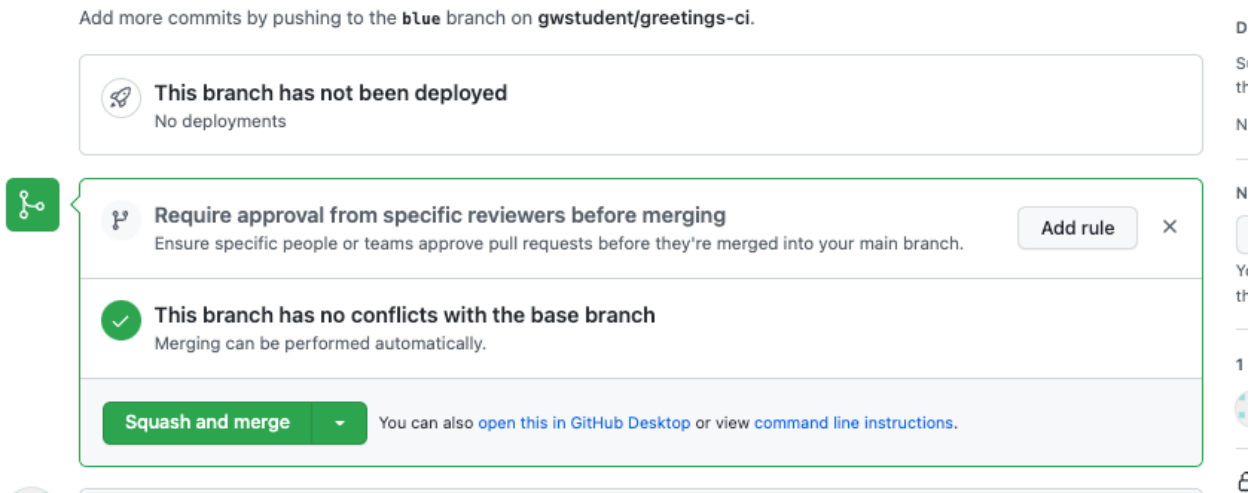 Add more commits by pushing to the blue branch on gwstudent/greetings-ci.
This branch has not been deployed
No deployments
Require approval from specific reviewers before merging
Ensure specific people or teams approve pull requests before they're merged into your main branch.
Add rule
This branch has no conflicts with the base branch
Merging can be performed automatically.
Squash and merge
You can also open this in GitHub Desktop or view command line instructions.
1